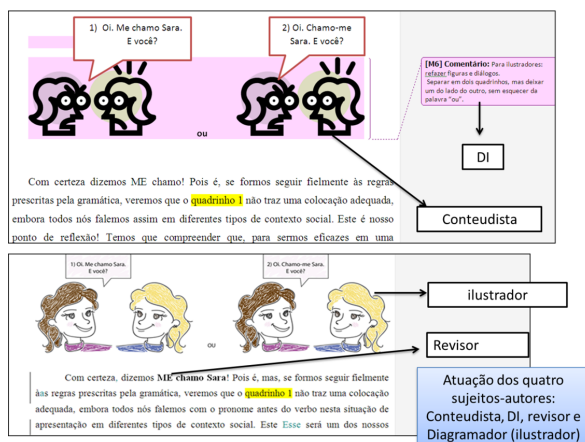 1) Oi. Me chamo Sara.
E você?
2) Oi. Chamo-me
Sara. E você?
ou
[M6] Comentário: Para ilustradores:
refazer figuras e diálogos.
Separar em dois quadrinhos, mas deixar
um do lado do outro, sem esquecer da
palavra "ou".
DI
Conteudista
Com certeza dizemos ME chamo! Pois é, se formos seguir fielmente às regras
prescritas pela gramática, veremos que o quadrinho 1 não traz uma colocação adequada,
embora todos nós falemos assim em diferentes tipos de contexto social. Este é nosso
ponto de reflexão! Temos que compreender que, para sermos eficazes em uma
1) Oi. Me chamo Sara.
E você?
2) Oi. Chamo-me Sara.
E você?
ou
ilustrador
Revisor
Com certeza, dizemos ME chamo Sara! Pois é, mas, se formos seguir fielmente
àas regras prescritas pela gramática, veremos que o quadrinho 1 não traz uma colocação
adequada, embora todos nós falemos com o pronome antes do verbo nesta situação de
apresentação em diferentes tipos de contexto social. Este Esse será um dos nossos
Atuação dos quatro
sujeitos-autores:
Conteudista, DI, revisor e
Diagramador (ilustrador)